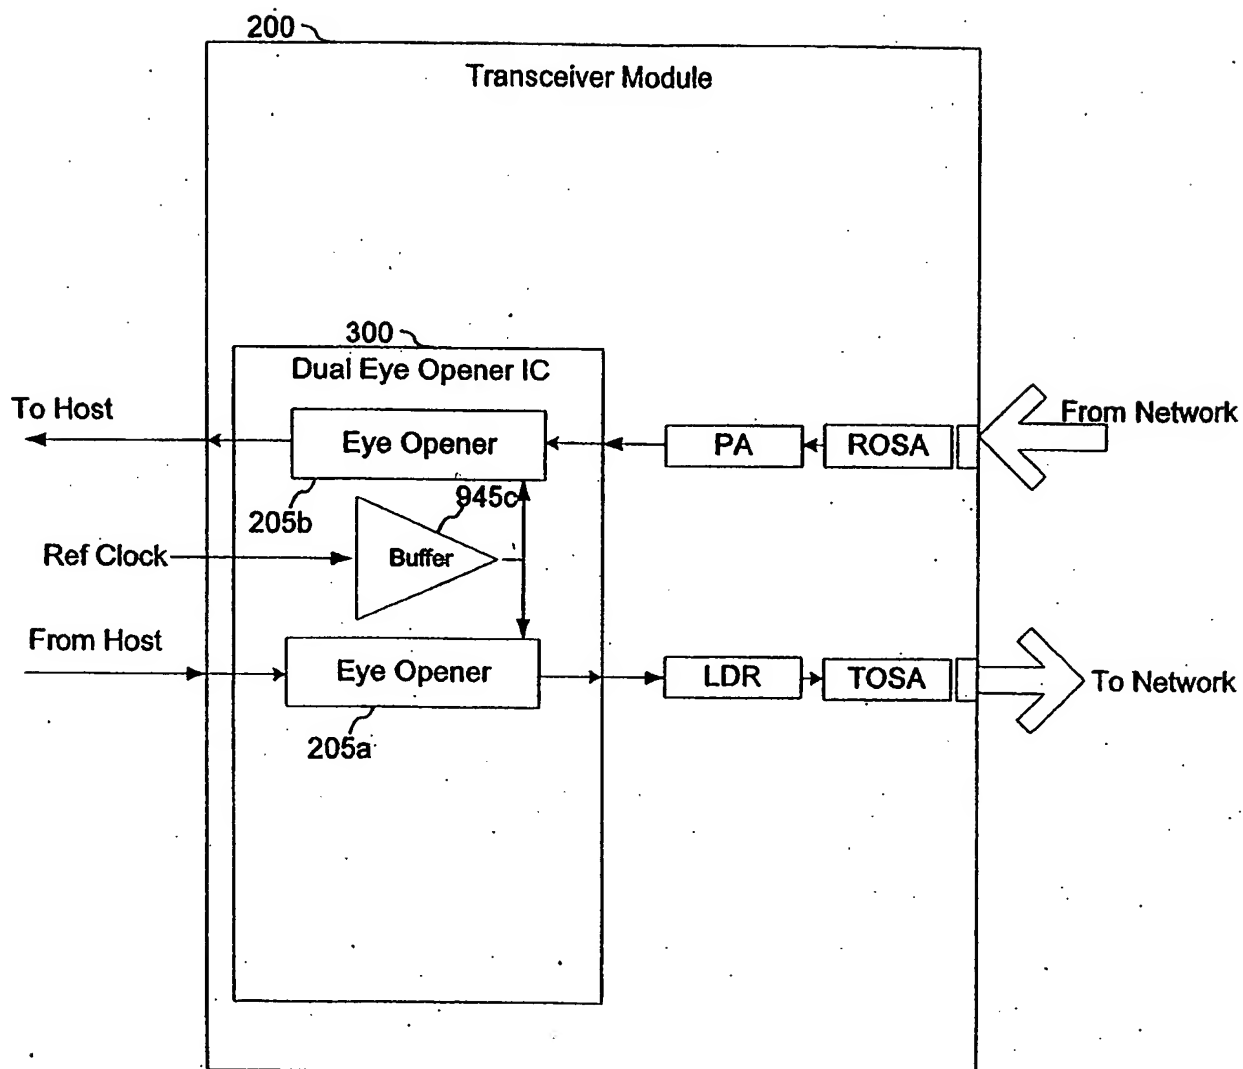 200
Transceiver Module
300
Dual Eye Opener IC
To Host
Eye Opener
PA
ROSA
From Network
205b
945c
Ref Clock
Buffer
From Host
Eye Opener
LDR
TOSA
To Network
205a